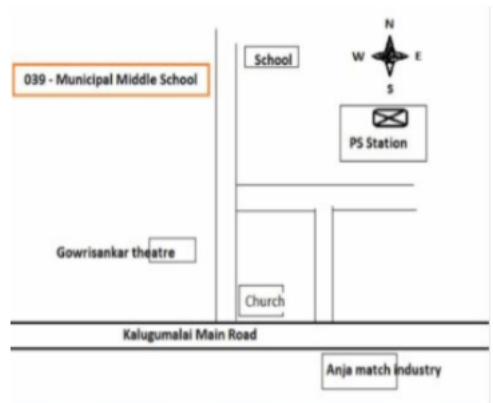 N
School
W E
039 - Municipal Middle School
S
PS Station
Gowrisankar theatre
Church
Kalugumalai Main Road
Anja match industry